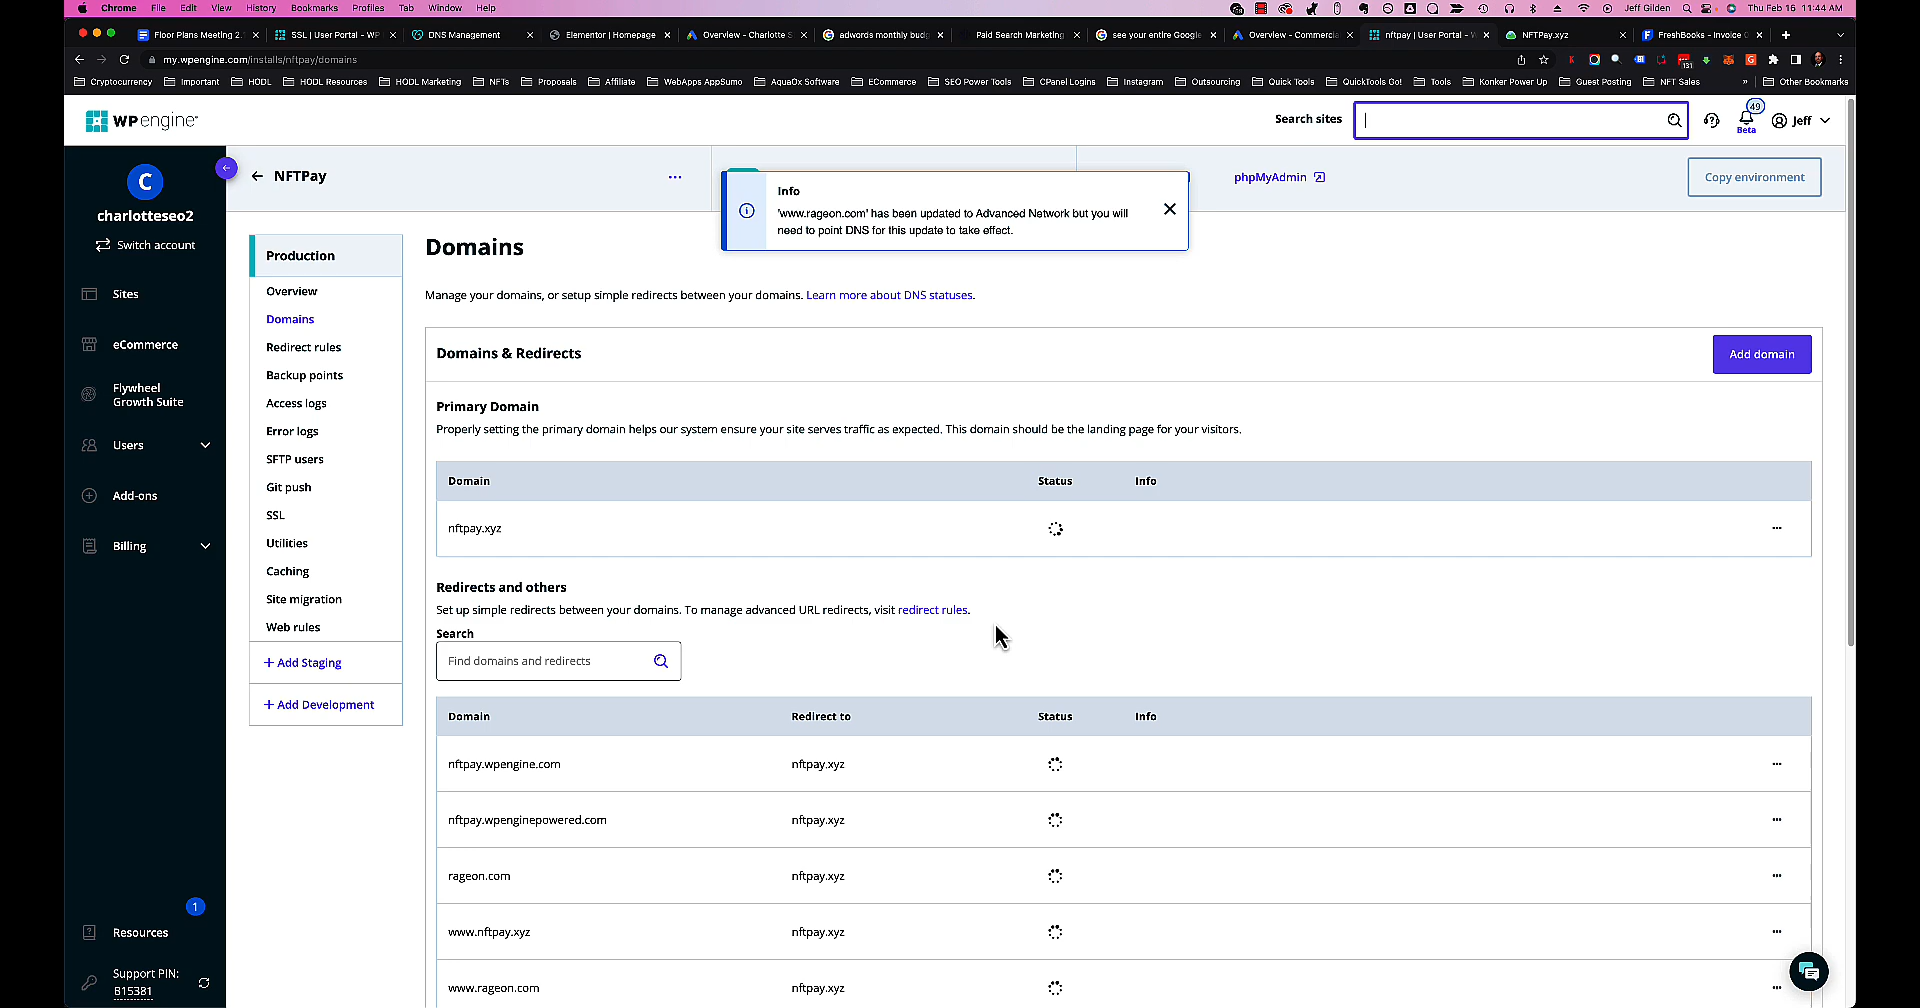 Chrome File Edit View History Bookmarks Profiles Tab Window Help Jeff Gilden Thu Feb 16 11:44 AM
Floor Plans Meeting 2. SSL | User Portal - WP DNS Management Elementor | Homepage Overview - Charlotte S adwords monthly budg Paid Search Marketing see your entire Google Overview - Commercia nftpay | User Portal - W NFTPay.xyz FreshBooks - Invoice 0
my.wpengine.com/installs/nftpay/domains 131
Cryptocurrency Important HODL HODL Resources HODL Marketing NFTs Proposals Affiliate WebApps AppSumo AquaOx Software ECommerce SEO Power Tools CPanel Logins Instagram Outsourcing Quick Tools QuickTools Go! Tools Konker Power Up Guest Posting NFT Sales » Other Bookmarks
WP engine
Search sites
49
Beta
Jeff
C
charlotteseo2
Switch account
Sites
eCommerce
Flywheel
Growth Suite
Users
Add-ons
Billing
1
Resources
Support PIN:
B15381
NFTPay
phpMyAdmin
Copy environment
Info
'www.rageon.com' has been updated to Advanced Network but you will
need to point DNS for this update to take effect.
Production
Overview
Domains
Redirect rules
Backup points
Access logs
Error logs
SFTP users
Git push
SSL
Utilities
Caching
Site migration
Web rules
+ Add Staging
+ Add Development
Domains
Manage your domains, or setup simple redirects between your domains. Learn more about DNS statuses.
Domains & Redirects
Add domain
Primary Domain
Properly setting the primary domain helps our system ensure your site serves traffic as expected. This domain should be the landing page for your visitors.
Domain Status Info
nftpay.xyz
Redirects and others
Set up simple redirects between your domains. To manage advanced URL redirects, visit redirect rules.
Search
Find domains and redirects
Domain Redirect to Status Info
nftpay.wpengine.com nftpay.xyz
nftpay.wpenginepowered.com nftpay.xyz
rageon.com nftpay.xyz
www.nftpay.xyz nftpay.xyz
www.rageon.com nftpay.xyz